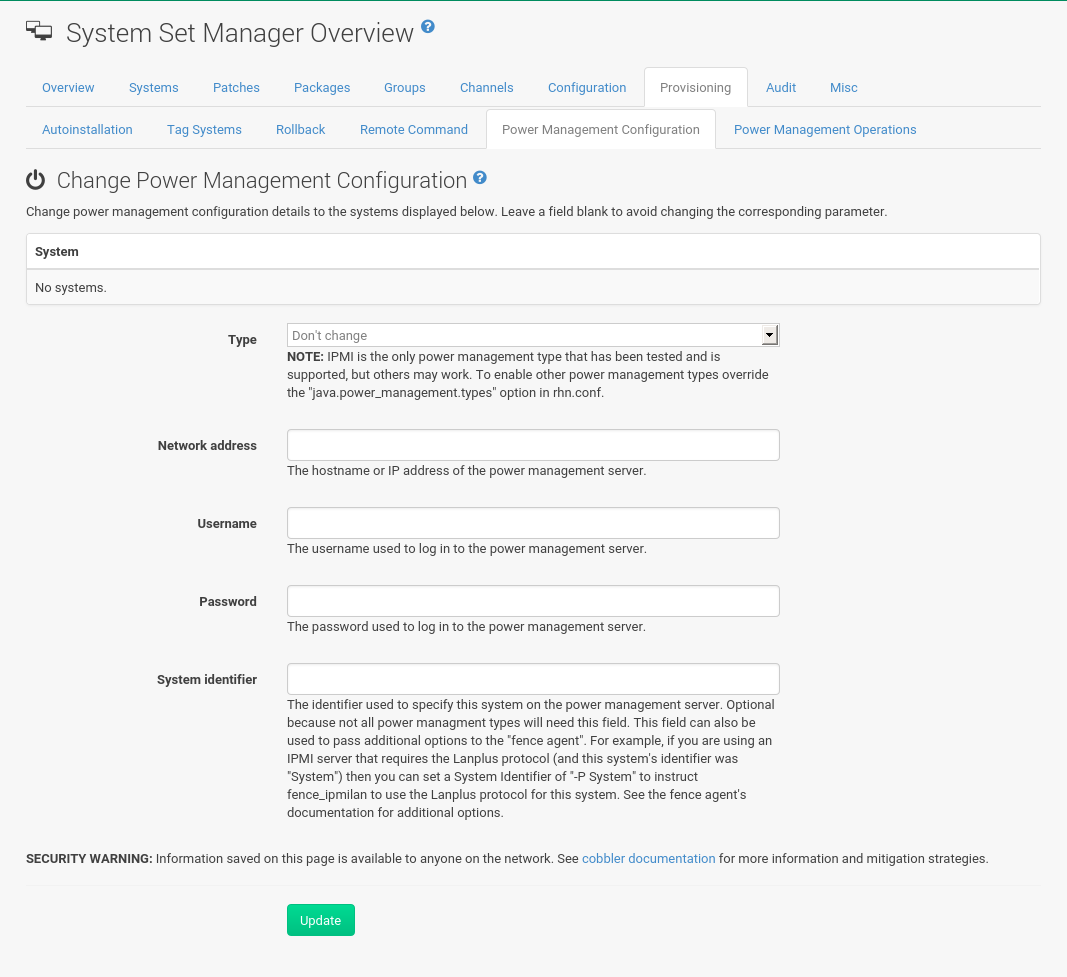 System Set Manager Overview ?
Overview Systems Patches Packages Groups Channels Configuration Provisioning Audit Misc
Autoinstallation Tag Systems Rollback Remote Command Power Management Configuration Power Management Operations
Change Power Management Configuration ?
Change power management configuration details to the systems displayed below. Leave a field blank to avoid changing the corresponding parameter.
System
No systems.
Type Don't change
NOTE: IPMI is the only power management type that has been tested and is
supported, but others may work. To enable other power management types override
the "java.power_management.types" option in rhn.conf.
Network address
The hostname or IP address of the power management server.
Username
The username used to log in to the power management server.
Password
The password used to log in to the power management server.
System identifier
The identifier used to specify this system on the power management server. Optional
because not all power managment types will need this field. This field can also be
used to pass additional options to the "fence agent". For example, if you are using an
IPMI server that requires the Lanplus protocol (and this system's identifier was
"System") then you can set a System Identifier of "-P System" to instruct
fence_ipmilan to use the Lanplus protocol for this system. See the fence agent's
documentation for additional options.
SECURITY WARNING: Information saved on this page is available to anyone on the network. See cobbler documentation for more information and mitigation strategies.
Update